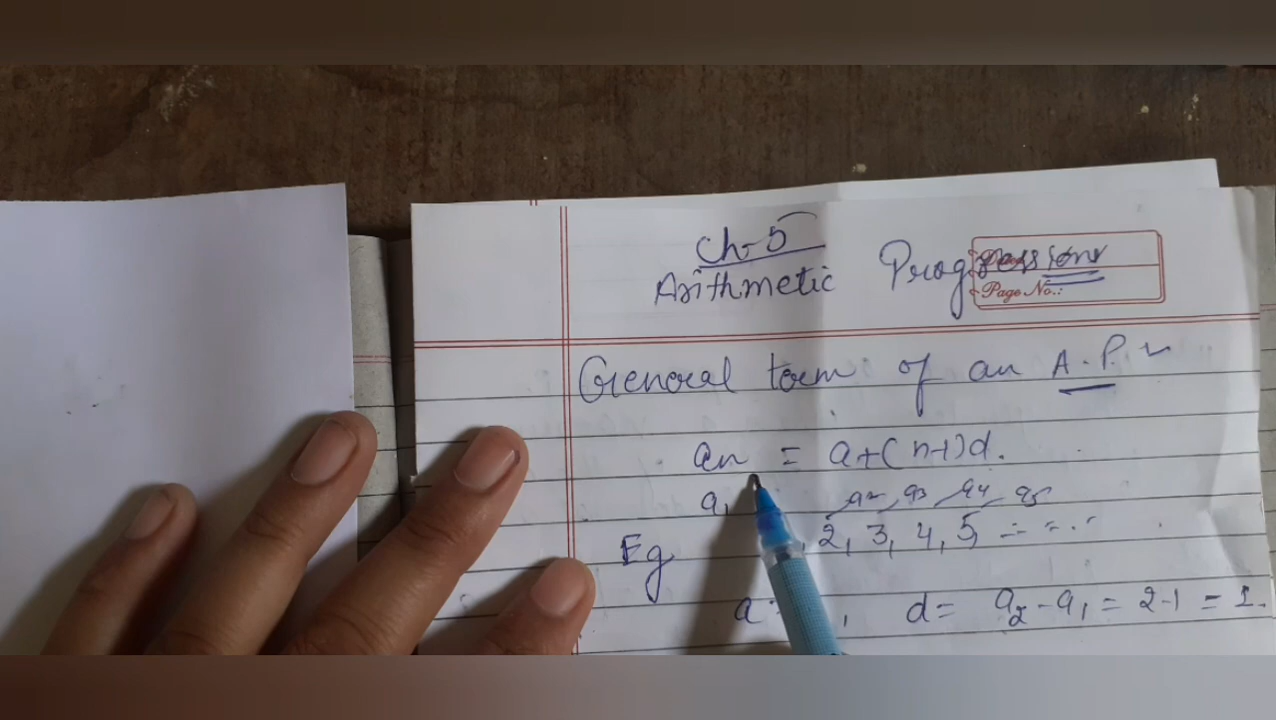 Ch-5
Arithmetic Progressions
Page No.:
General term of an A.P.
an = a+(n-1)d.
a1 a2 a3 a4 a5
Eg 2, 3, 4, 5, -----
a , d= a2-a1 = 2-1 = 1.